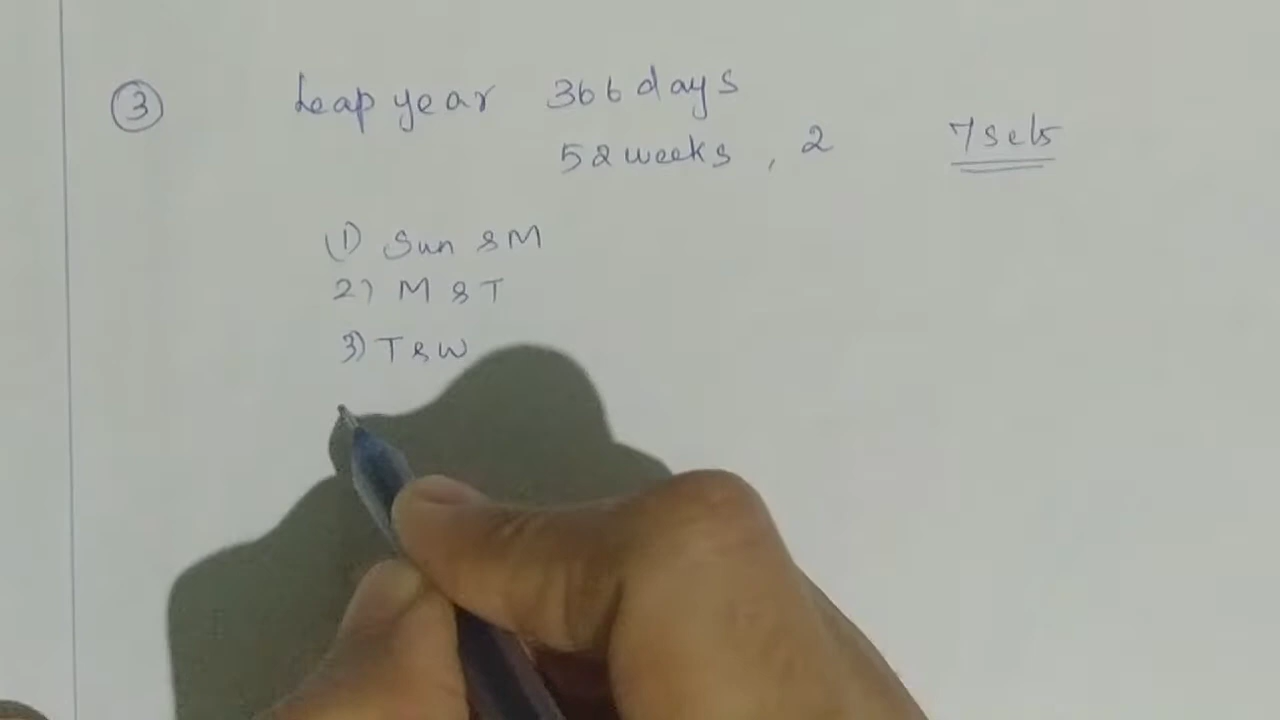 ③ Leap year 366 days
52 weeks, 2 7 sets
(1) Sun & M
2) M & T
3) T & W